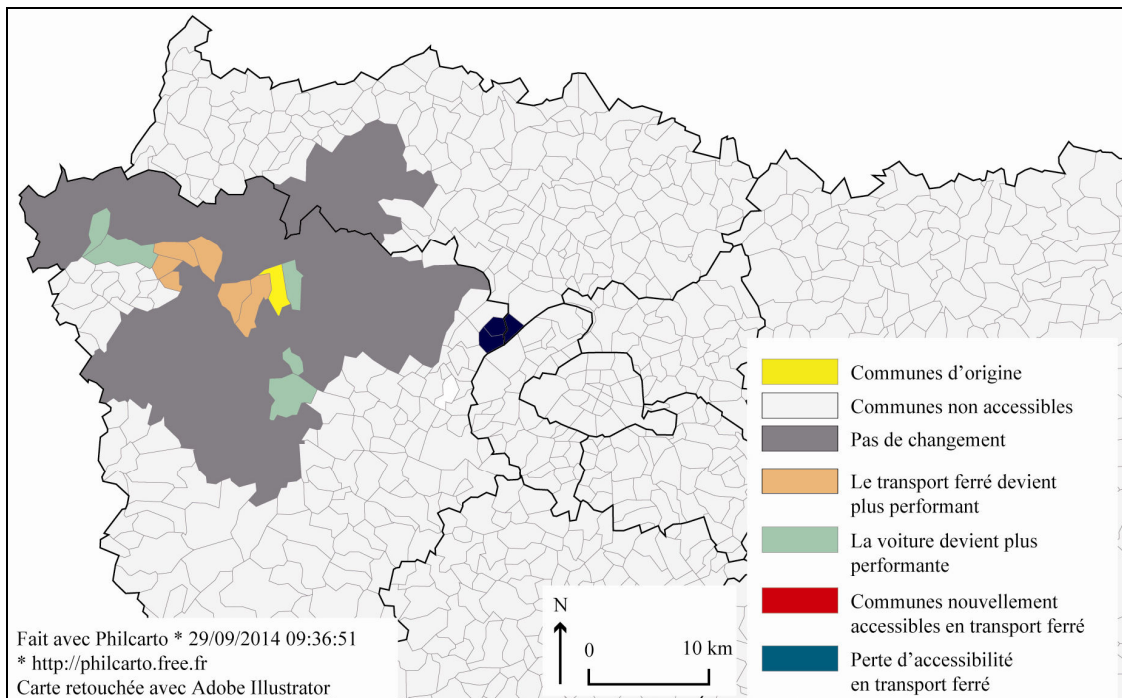 Communes d'origine
Communes non accessibles
Pas de changement
Le transport ferré devient
plus performant
La voiture devient plus
performante
Communes nouvellement
accessibles en transport ferré
Perte d'accessibilité
en transport ferré
N
0 10 km
Fait avec Philcarto * 29/09/2014 09:36:51
* http://philcarto.free.fr
Carte retouchée avec Adobe Illustrator